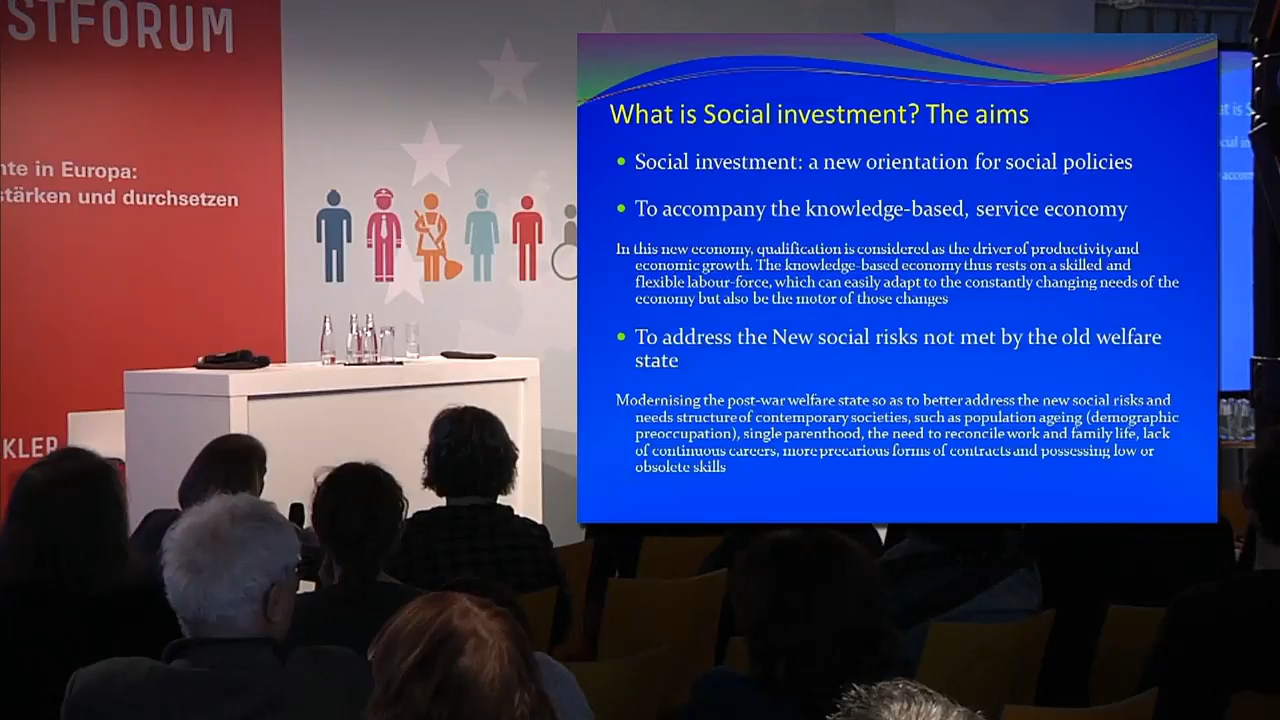 STFORUM
nte in Europa:
stärken und durchsetzen
KLER
What is Social investment? The aims
• Social investment: a new orientation for social policies
• To accompany the knowledge-based, service economy
In this new economy, qualification is considered as the driver of productivity and
economic growth. The knowledge-based economy thus rests on a skilled and
flexible labour-force, which can easily adapt to the constantly changing needs of the
economy but also be the motor of those changes
• To address the New social risks not met by the old welfare
state
Modernising the post-war welfare state so as to better address the new social risks and
needs structure of contemporary societies, such as population ageing (demographic
preoccupation), single parenthood, the need to reconcile work and family life, lack
of continuous careers, more precarious forms of contracts and possessing low or
obsolete skills